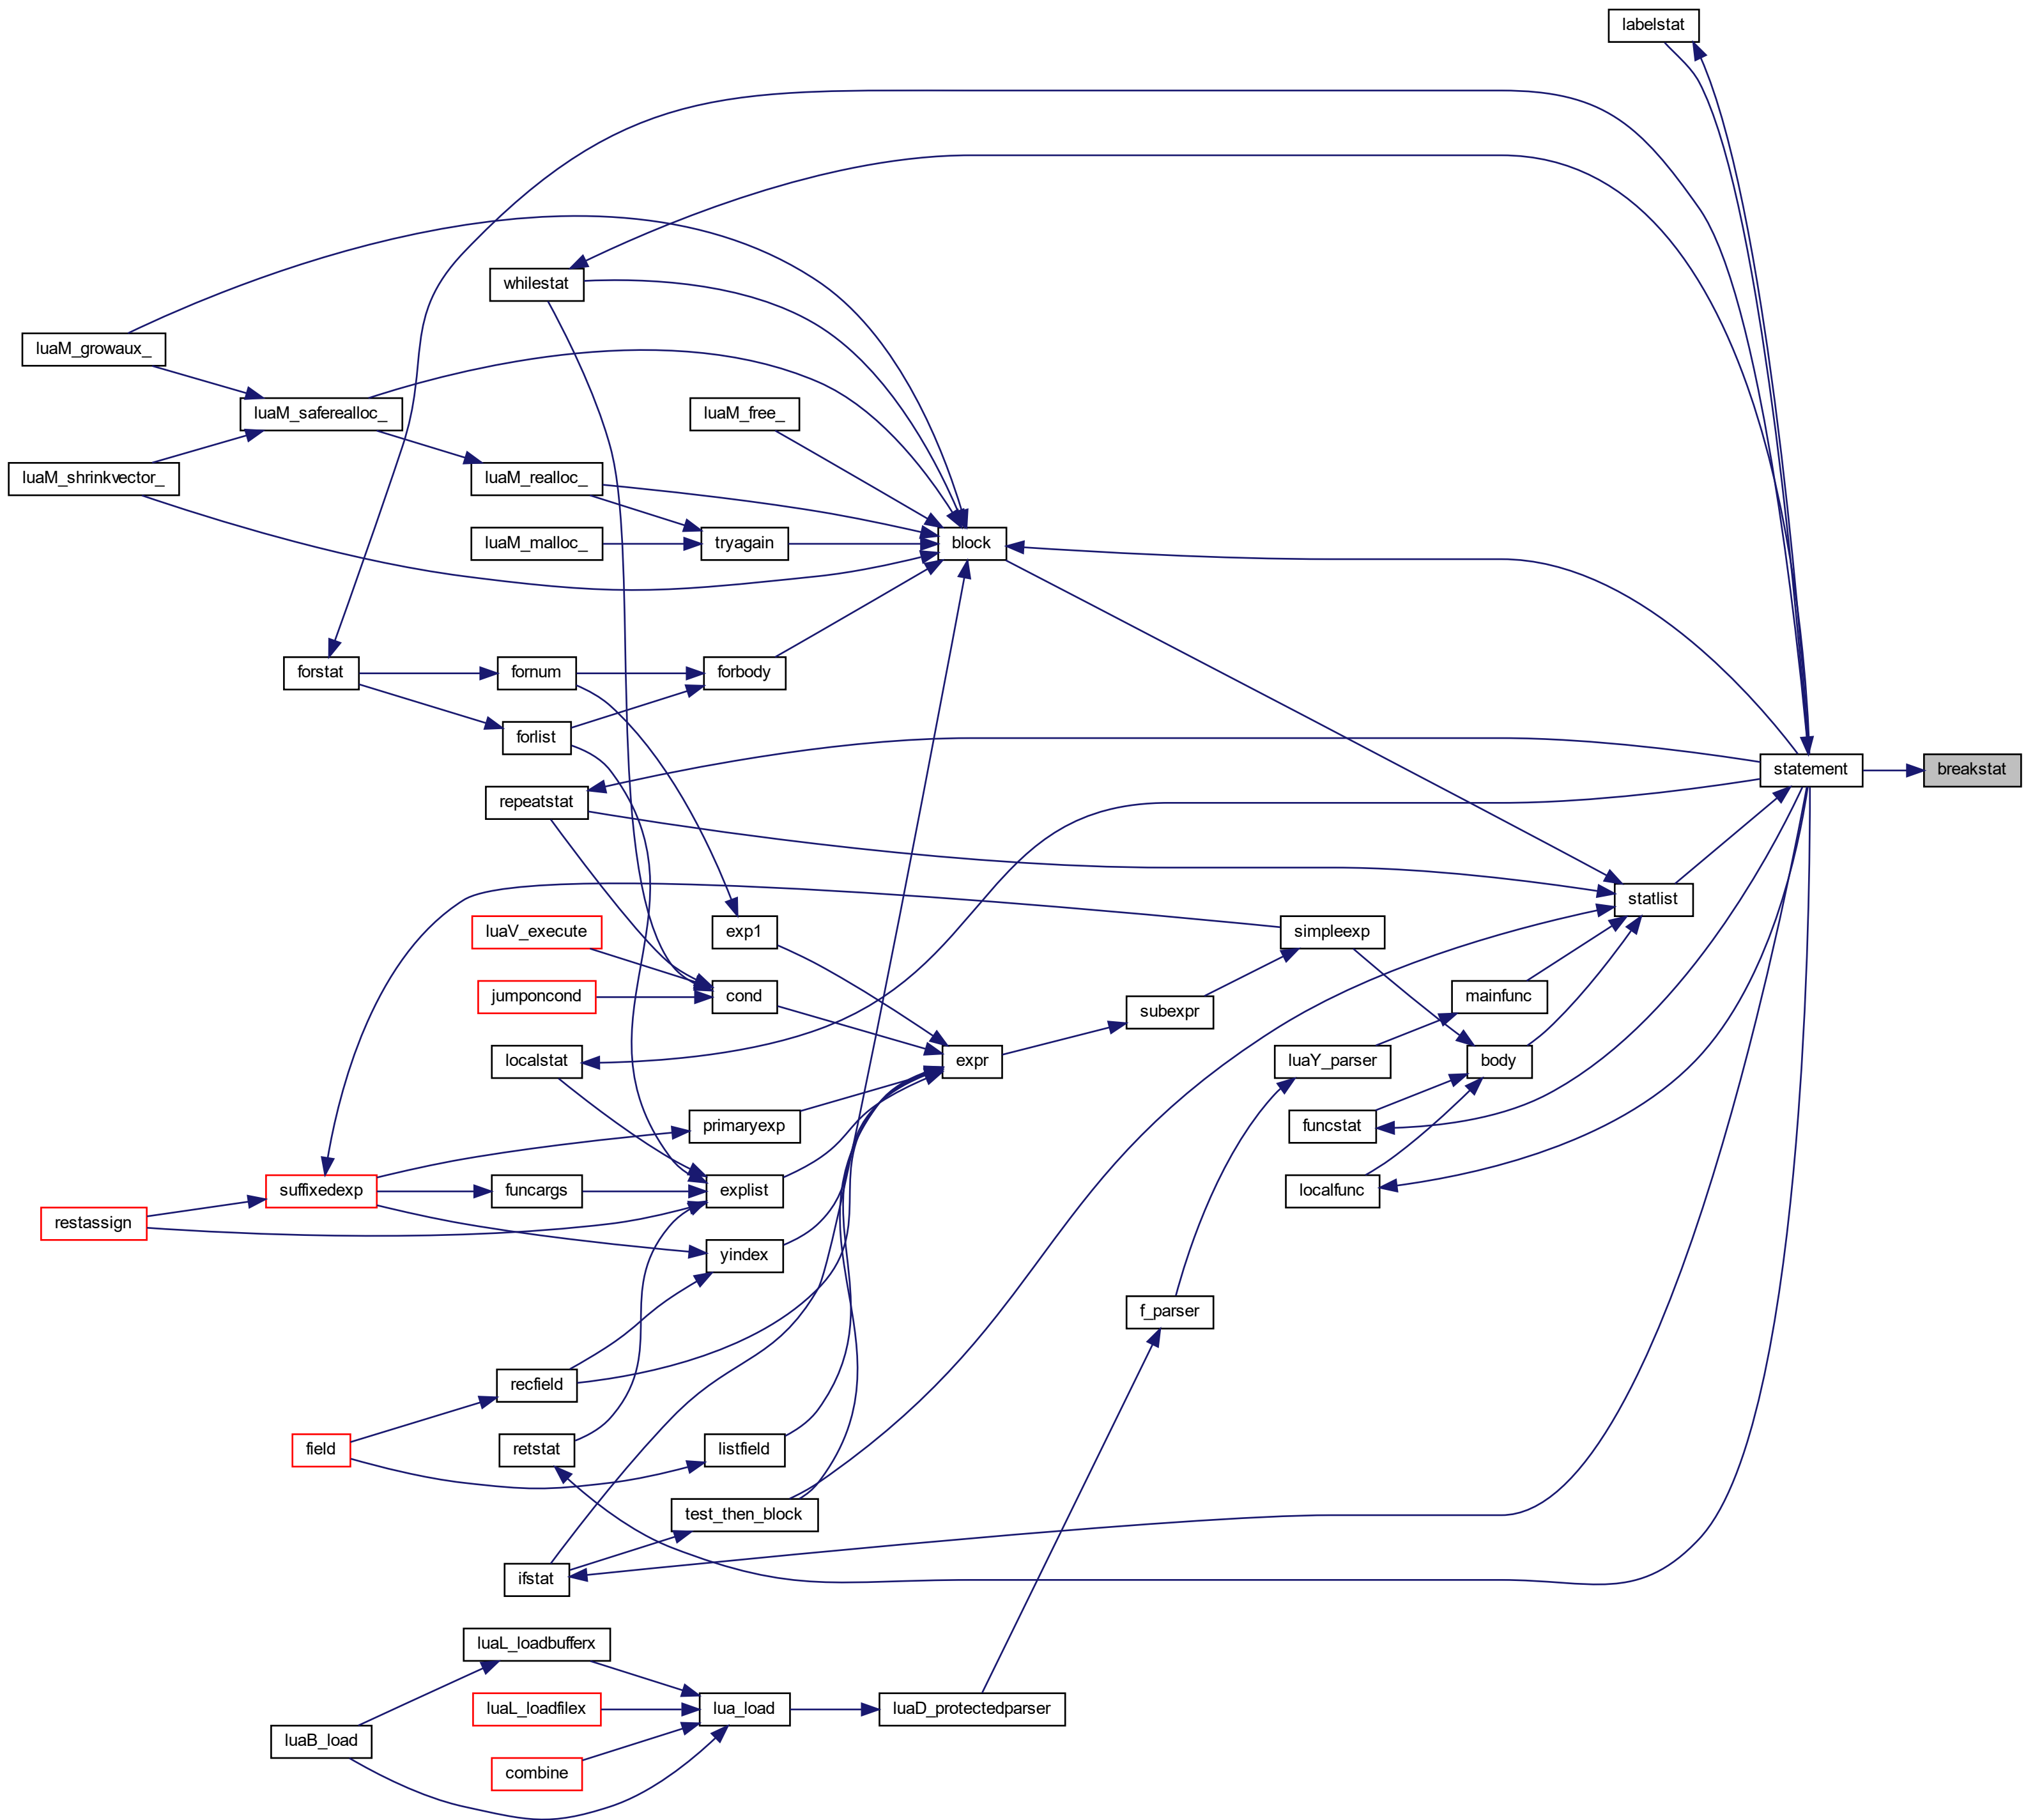 labelstat
whilestat
luaM_growaux_
luaM_saferealloc_
luaM_free_
luaM_shrinkvector_
luaM_realloc_
luaM_malloc_
tryagain
block
forstat
fornum
forbody
forlist
statement
breakstat
repeatstat
statlist
luaV_execute
exp1
simpleexp
jumponcond
cond
subexpr
mainfunc
localstat
expr
luaY_parser
body
primaryexp
funcstat
suffixedexp
funcargs
explist
localfunc
restassign
yindex
f_parser
recfield
field
retstat
listfield
test_then_block
ifstat
luaL_loadbufferx
luaL_loadfilex
lua_load
luaD_protectedparser
luaB_load
combine